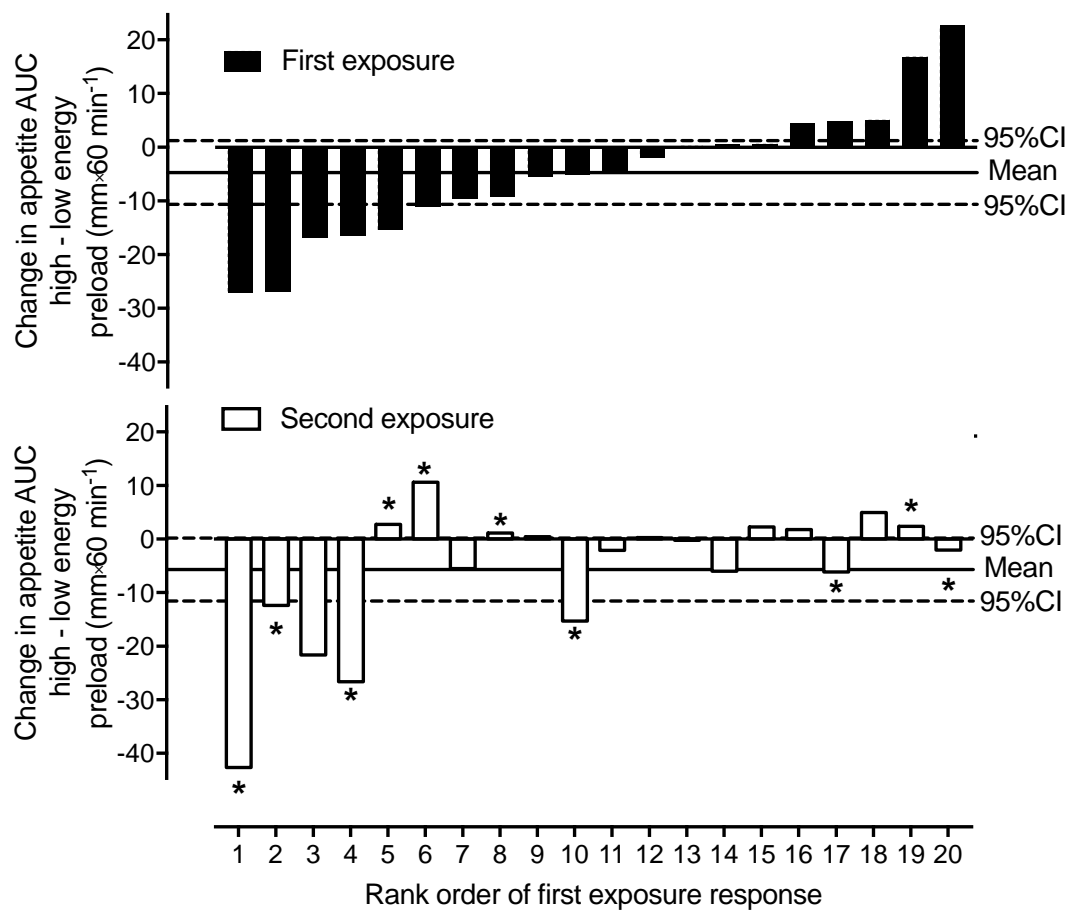 Change in appetite AUC
high - low energy
preload (mm×60 min-1)
20
10
0
-10
-20
-30
-40
First exposure
95%CI
Mean
95%CI
Change in appetite AUC
high - low energy
preload (mm×60 min-1)
20
10
0
-10
-20
-30
-40
Second exposure
* * * *
* * * * * *
95%CI
Mean
95%CI
1 2 3 4 5 6 7 8 9 10 11 12 13 14 15 16 17 18 19 20
Rank order of first exposure response